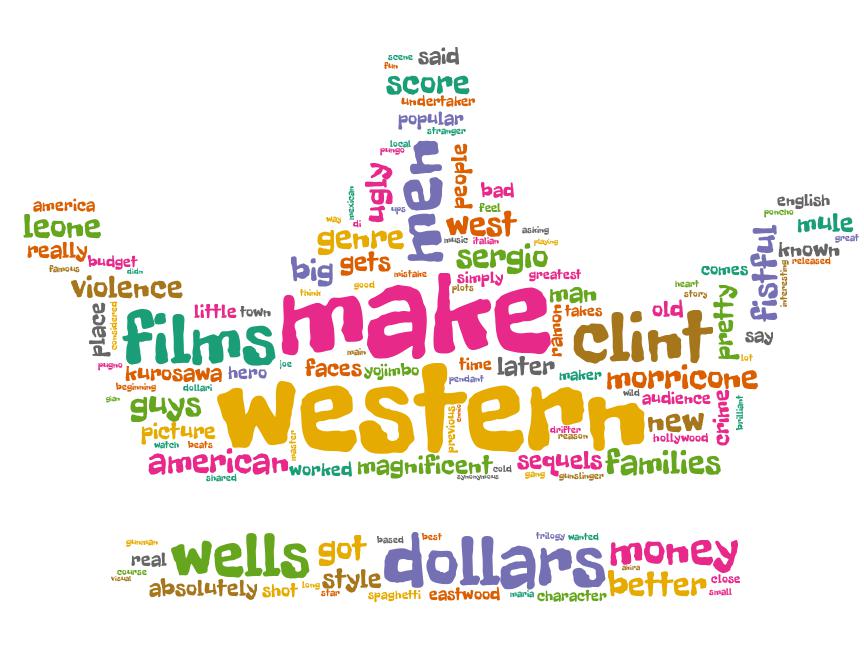 scene said
fun
score
undertaker
popular
stranger
local
pungo
ugly
men
people
mexican
ups
bad
feel
america
leone
really
budget
famous
didn
way
di
genre
west
asking
music italian playing
sergio
big gets
mistake
simply greatest
good
plots
think
english
poncho
mule
great
known
released
fistful
interesting
comes
heart
story
pretty
violence
place
considered
little town
films
make
man
takes
ramon
clint
old
say
lot
main
pugno
kurosawa hero
joe
faces yojimbo
time later
pendant
maker
morricone
beginning
dollari
gian
guys
western
wild
audience
crime
brilliant
picture
watch beats
master
previous
comic
drifter
reason
new
hollywood
american
worked magnificent
cold
sequels families
shared
synonymous
gang gunslinger
gunman
real
course
visual
wells
got
based
best
dollars
trilogy wanted
money
akira
absolutely shot
long
style
star
spaghetti eastwood
maria
character
better
close
small